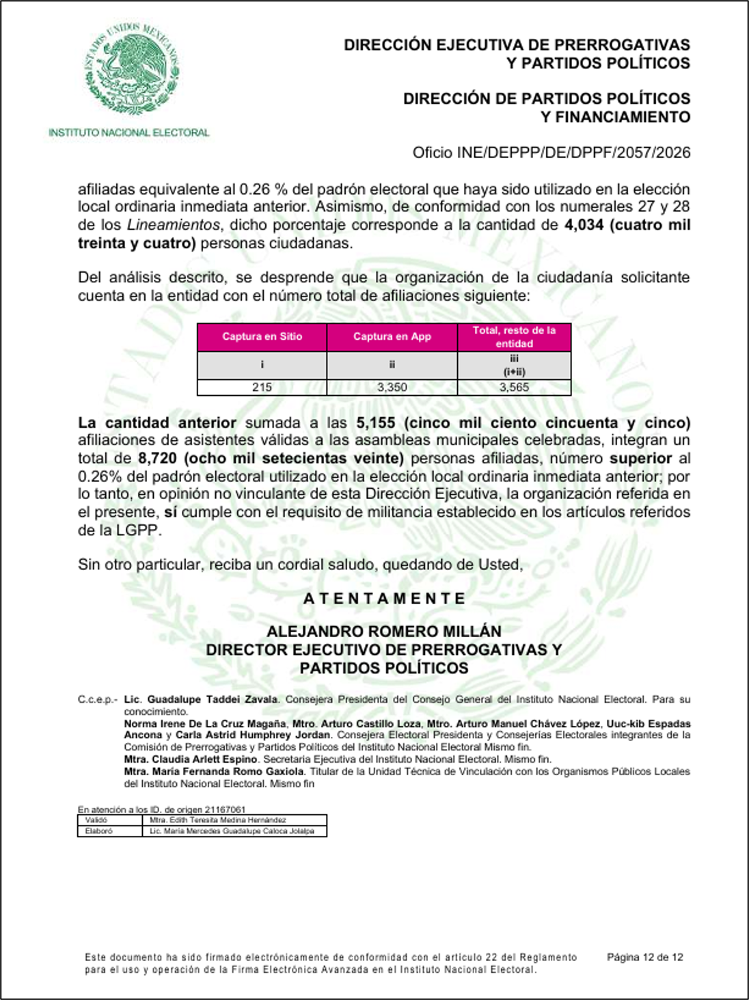 ESTADOS UNIDOS MEXICANOS
INSTITUTO NACIONAL ELECTORAL
DIRECCIÓN EJECUTIVA DE PRERROGATIVAS
Y PARTIDOS POLÍTICOS
DIRECCIÓN DE PARTIDOS POLÍTICOS
Y FINANCIAMIENTO
Oficio INE/DEPPP/DE/DPPF/2057/2026
afiliadas equivalente al 0.26 % del padrón electoral que haya sido utilizado en la elección
local ordinaria inmediata anterior. Asimismo, de conformidad con los numerales 27 y 28
de los Lineamientos, dicho porcentaje corresponde a la cantidad de 4,034 (cuatro mil
treinta y cuatro) personas ciudadanas.
Del análisis descrito, se desprende que la organización de la ciudadanía solicitante
cuenta en la entidad con el número total de afiliaciones siguiente:
Captura en Sitio Captura en App Total, resto de la
entidad
i ii iii
(i+ii)
215 3,350 3,565
La cantidad anterior sumada a las 5,155 (cinco mil ciento cincuenta y cinco)
afiliaciones de asistentes válidas a las asambleas municipales celebradas, integran un
total de 8,720 (ocho mil setecientas veinte) personas afiliadas, número superior al
0.26% del padrón electoral utilizado en la elección local ordinaria inmediata anterior; por
lo tanto, en opinión no vinculante de esta Dirección Ejecutiva, la organización referida en
el presente, sí cumple con el requisito de militancia establecido en los artículos referidos
de la LGPP.
Sin otro particular, reciba un cordial saludo, quedando de Usted,
A T E N T A M E N T E
ALEJANDRO ROMERO MILLÁN
DIRECTOR EJECUTIVO DE PRERROGATIVAS Y
PARTIDOS POLÍTICOS
C.c.e.p.- Lic. Guadalupe Taddei Zavala. Consejera Presidenta del Consejo General del Instituto Nacional Electoral. Para su
conocimiento.
Norma Irene De La Cruz Magaña, Mtro. Arturo Castillo Loza, Mtro. Arturo Manuel Chávez López, Uuc-kib Espadas
Ancona y Carla Astrid Humphrey Jordan. Consejera Electoral Presidenta y Consejerías Electorales integrantes de la
Comisión de Prerrogativas y Partidos Políticos del Instituto Nacional Electoral Mismo fin.
Mtra. Claudia Arlett Espino. Secretaria Ejecutiva del Instituto Nacional Electoral. Mismo fin.
Mtra. María Fernanda Romo Gaxiola. Titular de la Unidad Técnica de Vinculación con los Organismos Públicos Locales
del Instituto Nacional Electoral. Mismo fin
En atención a los ID. de origen 21167061
Validó Mtra. Edith Teresita Medina Hernández
Elaboró Lic. María Mercedes Guadalupe Caloca Jolalpa
Este documento ha sido firmado electrónicamente de conformidad con el artículo 22 del Reglamento
para el uso y operación de la Firma Electrónica Avanzada en el Instituto Nacional Electoral.
Página 12 de 12